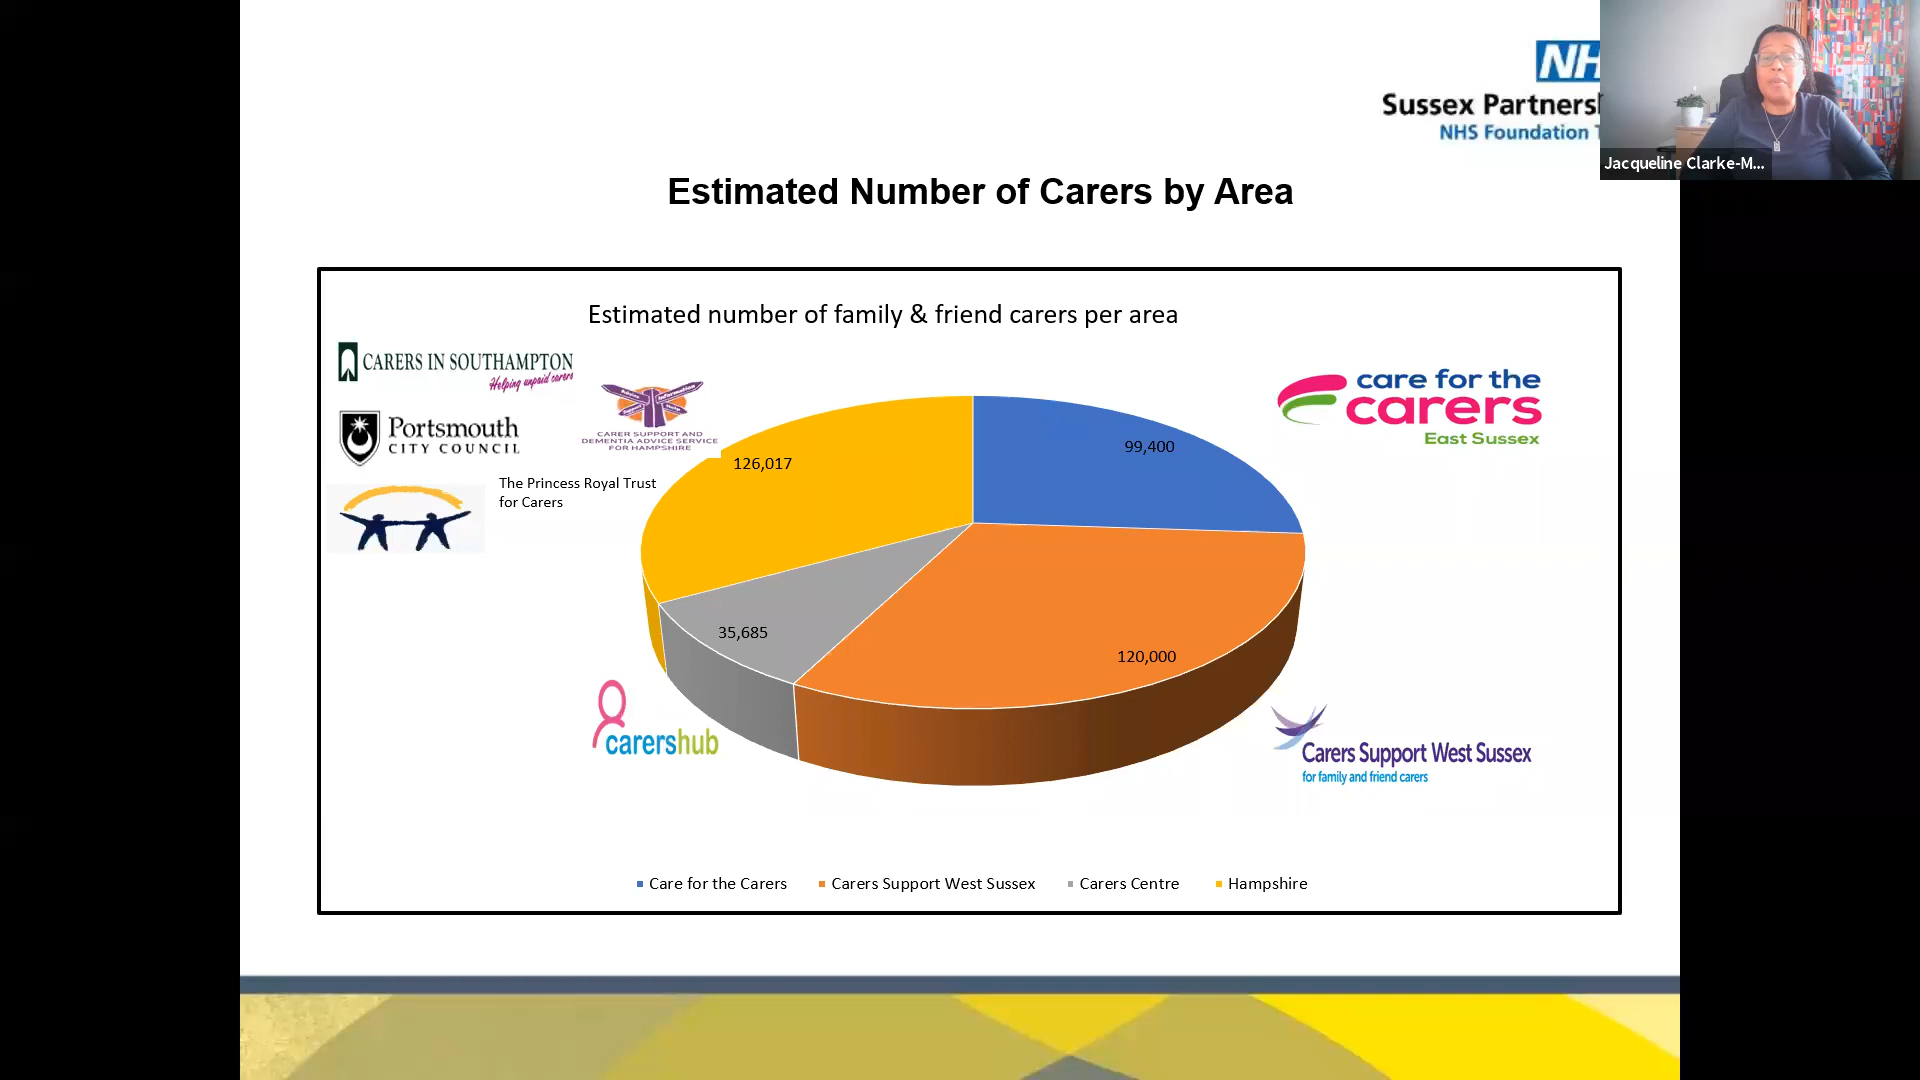 NH
Sussex Partners
NHS Foundation T
Jacqueline Clarke-M...
Estimated Number of Carers by Area
Estimated number of family & friend carers per area
CARERS IN SOUTHAMPTON
Helping unpaid carers
Portsmouth
CITY COUNCIL
CARER SUPPORT AND
DEMENTIA ADVICE SERVICE
FOR HAMPSHIRE
The Princess Royal Trust
for Carers
care for the
carers
East Sussex
99,400
126,017
35,685
120,000
carershub
Carers Support West Sussex
for family and friend carers
Care for the Carers
Carers Support West Sussex
Carers Centre
Hampshire